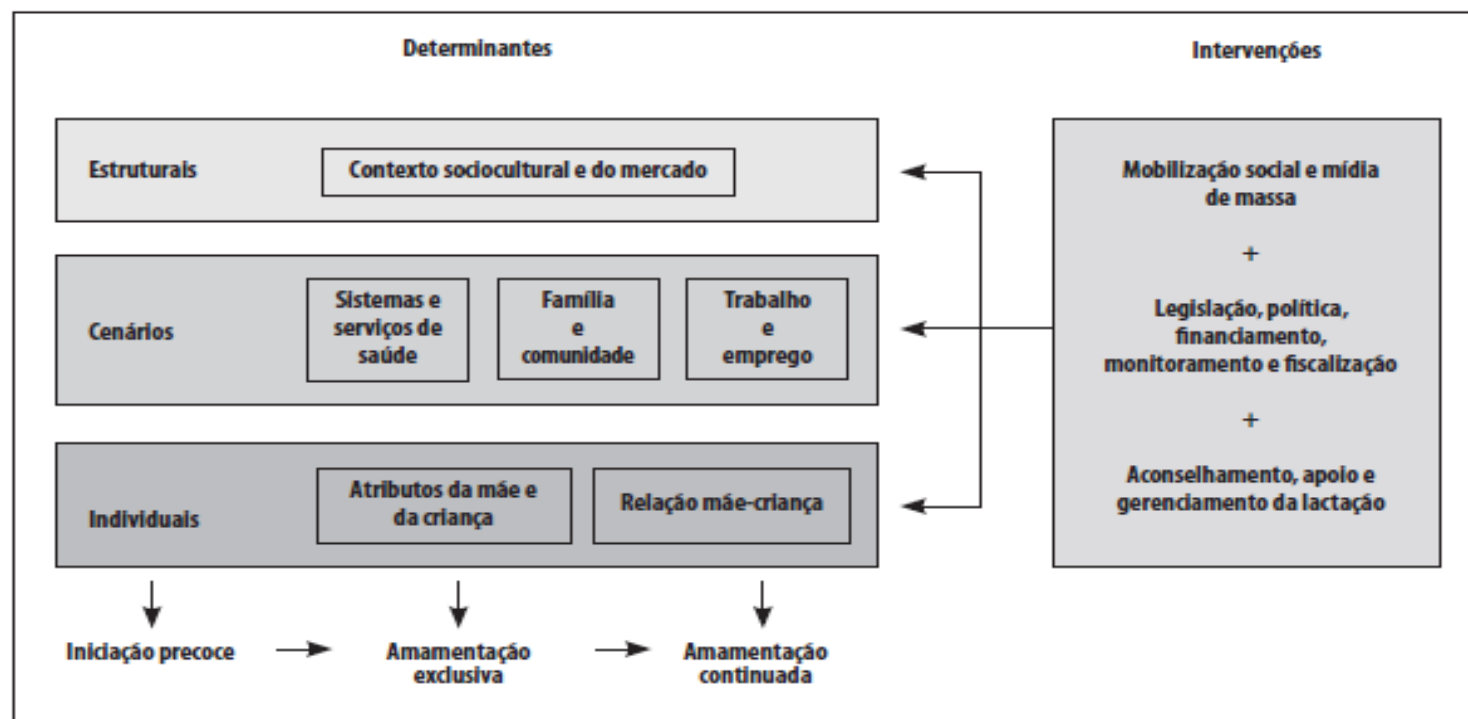 Determinantes
Intervenções
Estruturais
Contexto sociocultural e do mercado
Cenários
Sistemas e
serviços de
saúde
Família
e
comunidade
Trabalho
e
emprego
Individuais
Atributos da mãe e
da criança
Relação mãe-criança
Iniciação precoce
Amamentação
exclusiva
Amamentação
continuada
Mobilização social e mídia
de massa
+
Legislação, política,
financiamento,
monitoramento e fiscalização
+
Aconselhamento, apoio e
gerenciamento da lactação